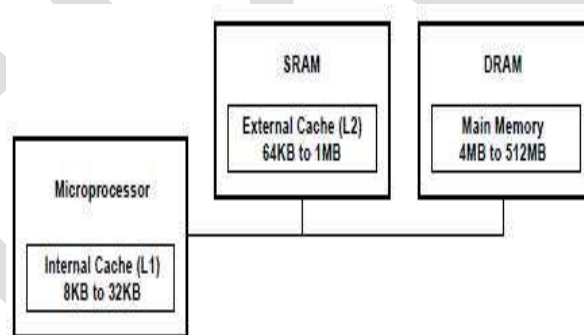 SRAM
External Cache (L2)
64KB to 1MB
DRAM
Main Memory
4MB to 512MB
Microprocessor
Internal Cache (L1)
8KB to 32KB